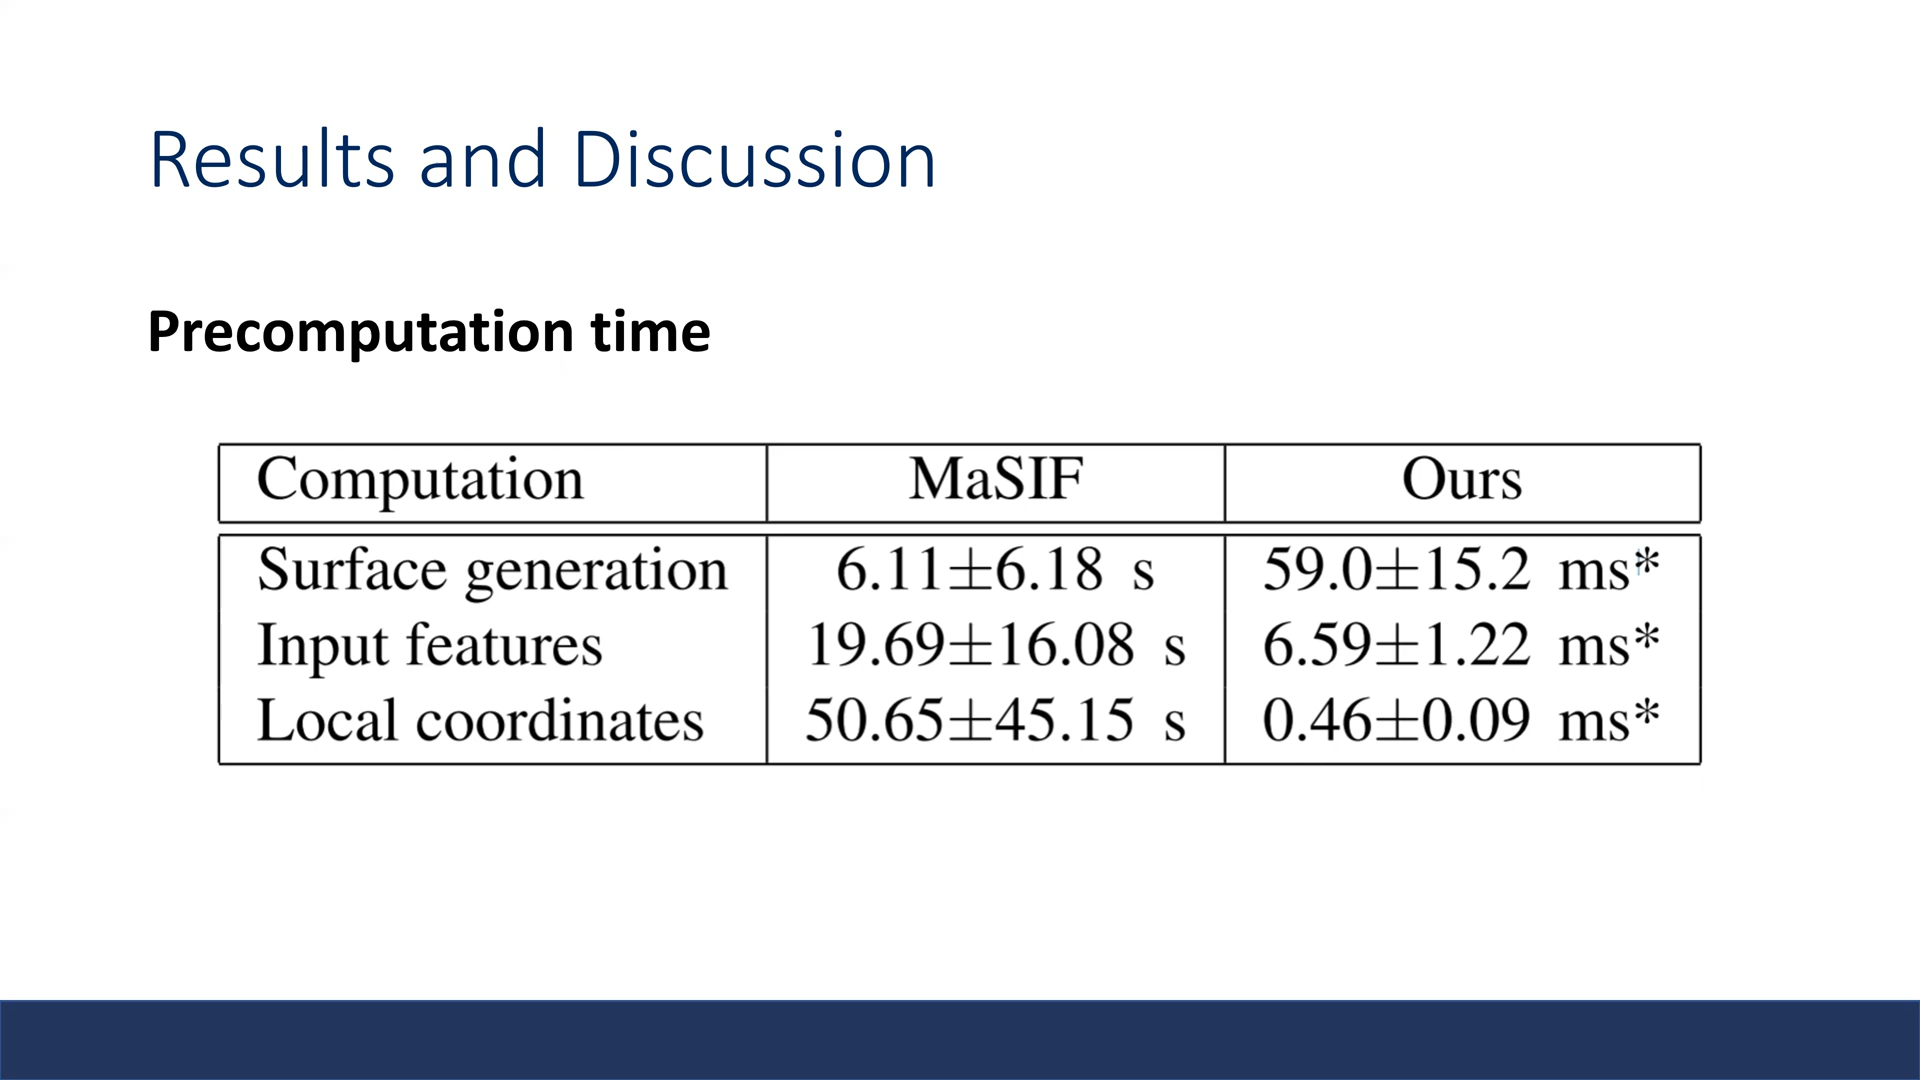 Results and Discussion
Precomputation time
Computation MaSIF Ours
Surface generation 6.11±6.18 s 59.0±15.2 ms*
Input features 19.69±16.08 s 6.59±1.22 ms*
Local coordinates 50.65±45.15 s 0.46±0.09 ms*